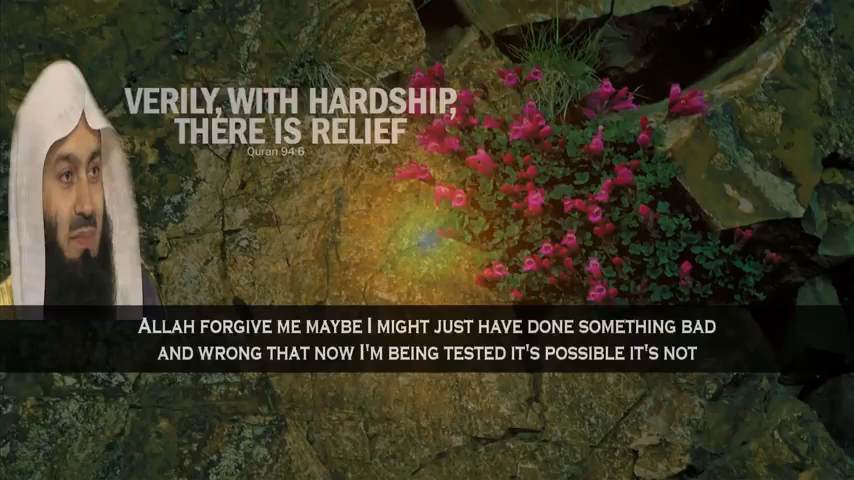 VERILY, WITH HARDSHIP,
THERE IS RELIEF
Quran 94:6
ALLAH FORGIVE ME MAYBE I MIGHT JUST HAVE DONE SOMETHING BAD
AND WRONG THAT NOW I'M BEING TESTED IT'S POSSIBLE IT'S NOT